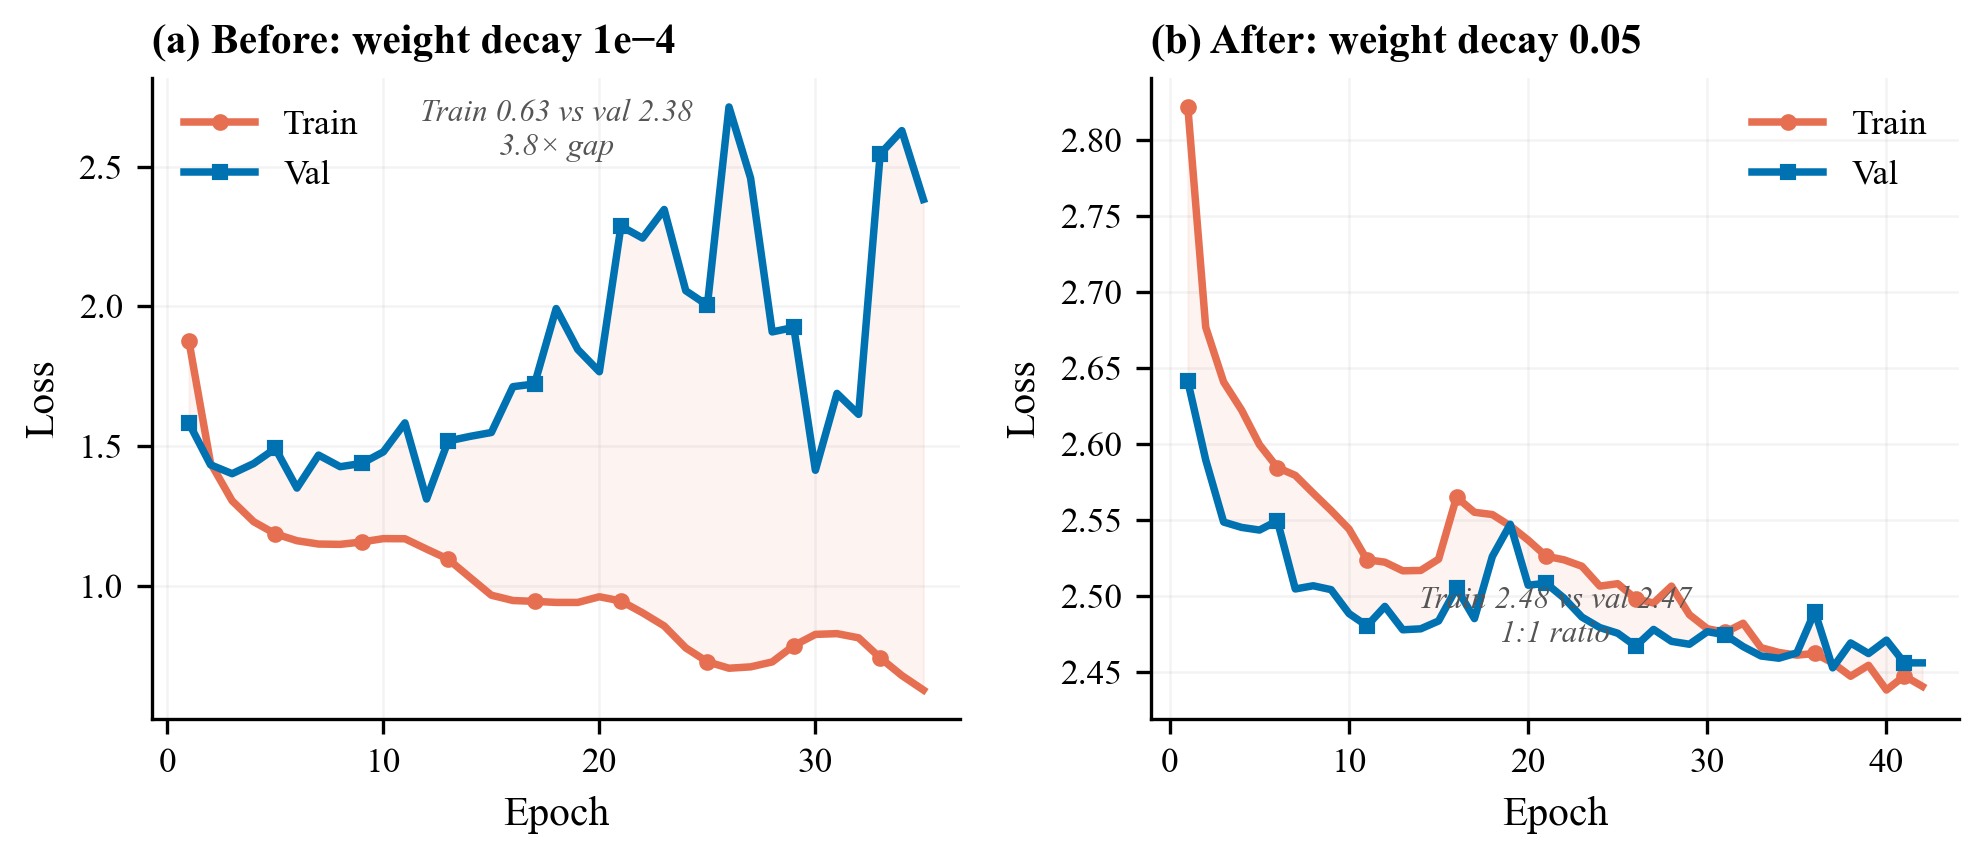 (a) Before: weight decay 1e−4
Train 0.63 vs val 2.38
3.8× gap
Train
Val
2.5
2.0
1.5
1.0
Loss
0
10
20
30
Epoch
(b) After: weight decay 0.05
Train
Val
Train 2.48 vs val 2.47
1:1 ratio
2.80
2.75
2.70
2.65
2.60
2.55
2.50
2.45
Loss
0
10
20
30
40
Epoch